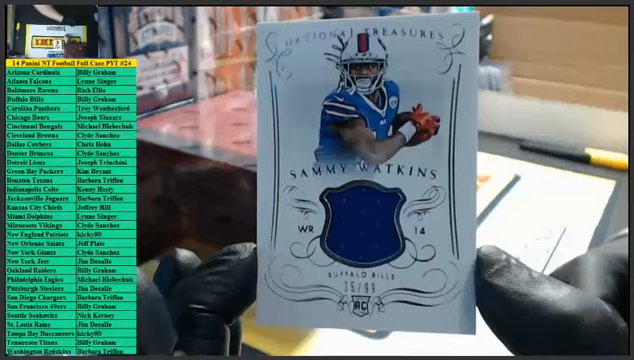 14 Panini NT Football Full Case PYT #24
Arizona Cardinals Billy Graham
Atlanta Falcons Lynne Singer
Baltimore Ravens Rich Ellis
Buffalo Bills Billy Graham
Carolina Panthers Troy Weatherford
Chicago Bears Joseph Slusarz
Cincinnati Bengals Michael Blebechuk
Cleveland Browns Clyde Sanchez
Dallas Cowboys Chris Hohn
Denver Broncos Clyde Sanchez
Detroit Lions Joseph Trinchini
Green Bay Packers Kim Bryant
Houston Texans Barbara Triffon
Indianapolis Colts Kenny Hasty
Jacksonville Jaguars Barbara Triffon
Kansas City Chiefs Jeffrey Hill
Miami Dolphins Lynne Singer
Minnesota Vikings Clyde Sanchez
New England Patriots kicky80
New Orleans Saints Jeff Plate
New York Giants Clyde Sanchez
New York Jets Jim Desalle
Oakland Raiders Billy Graham
Philadelphia Eagles Michael Blebechuk
Pittsburgh Steelers Jim Desalle
San Diego Chargers Barbara Triffon
San Francisco 49ers Billy Graham
Seattle Seahawks Nick Kerney
St. Louis Rams Jim Desalle
Tampa Bay Buccaneers kicky80
Tennessee Titans Billy Graham
Washington Redskins Barbara Triffon
NATIONAL TREASURES
SAMMY WATKINS
WR 14
BUFFALO BILLS
05/99
RC